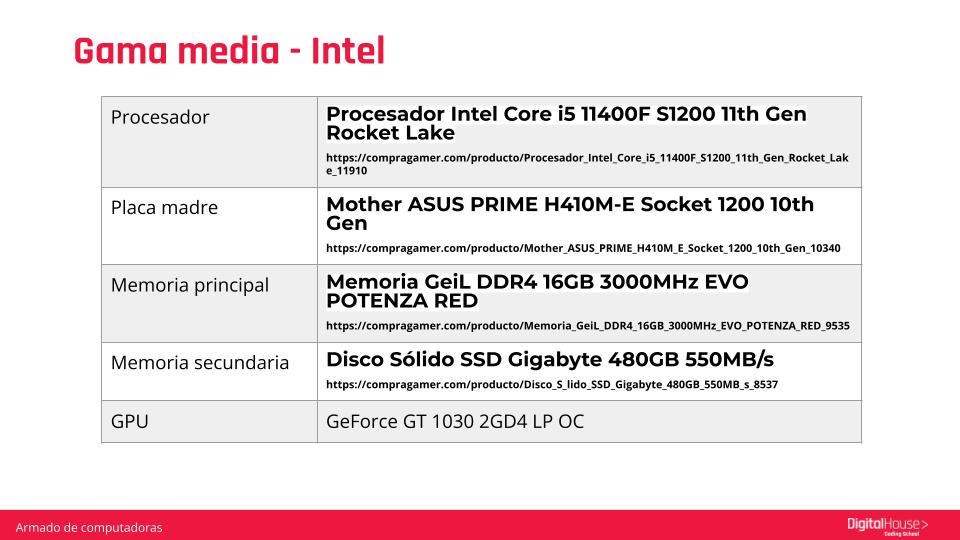 Gama media - Intel
Procesador
Procesador Intel Core i5 11400F S1200 11th Gen
Rocket Lake
https://compragamer.com/producto/Procesador_Intel_Core_i5_11400F_S1200_11th_Gen_Rocket_Lak
e_11910
Placa madre
Mother ASUS PRIME H410M-E Socket 1200 10th
Gen
https://compragamer.com/producto/Mother_ASUS_PRIME_H410M_E_Socket_1200_10th_Gen_10340
Memoria principal
Memoria GeiL DDR4 16GB 3000MHz EVO
POTENZA RED
https://compragamer.com/producto/Memoria_GeiL_DDR4_16GB_3000MHz_EVO_POTENZA_RED_9535
Memoria secundaria
Disco Sólido SSD Gigabyte 480GB 550MB/s
https://compragamer.com/producto/Disco_S_lido_SSD_Gigabyte_480GB_550MB_s_8537
GPU
GeForce GT 1030 2GD4 LP OC
Armado de computadoras
DigitalHouse>
Coding School